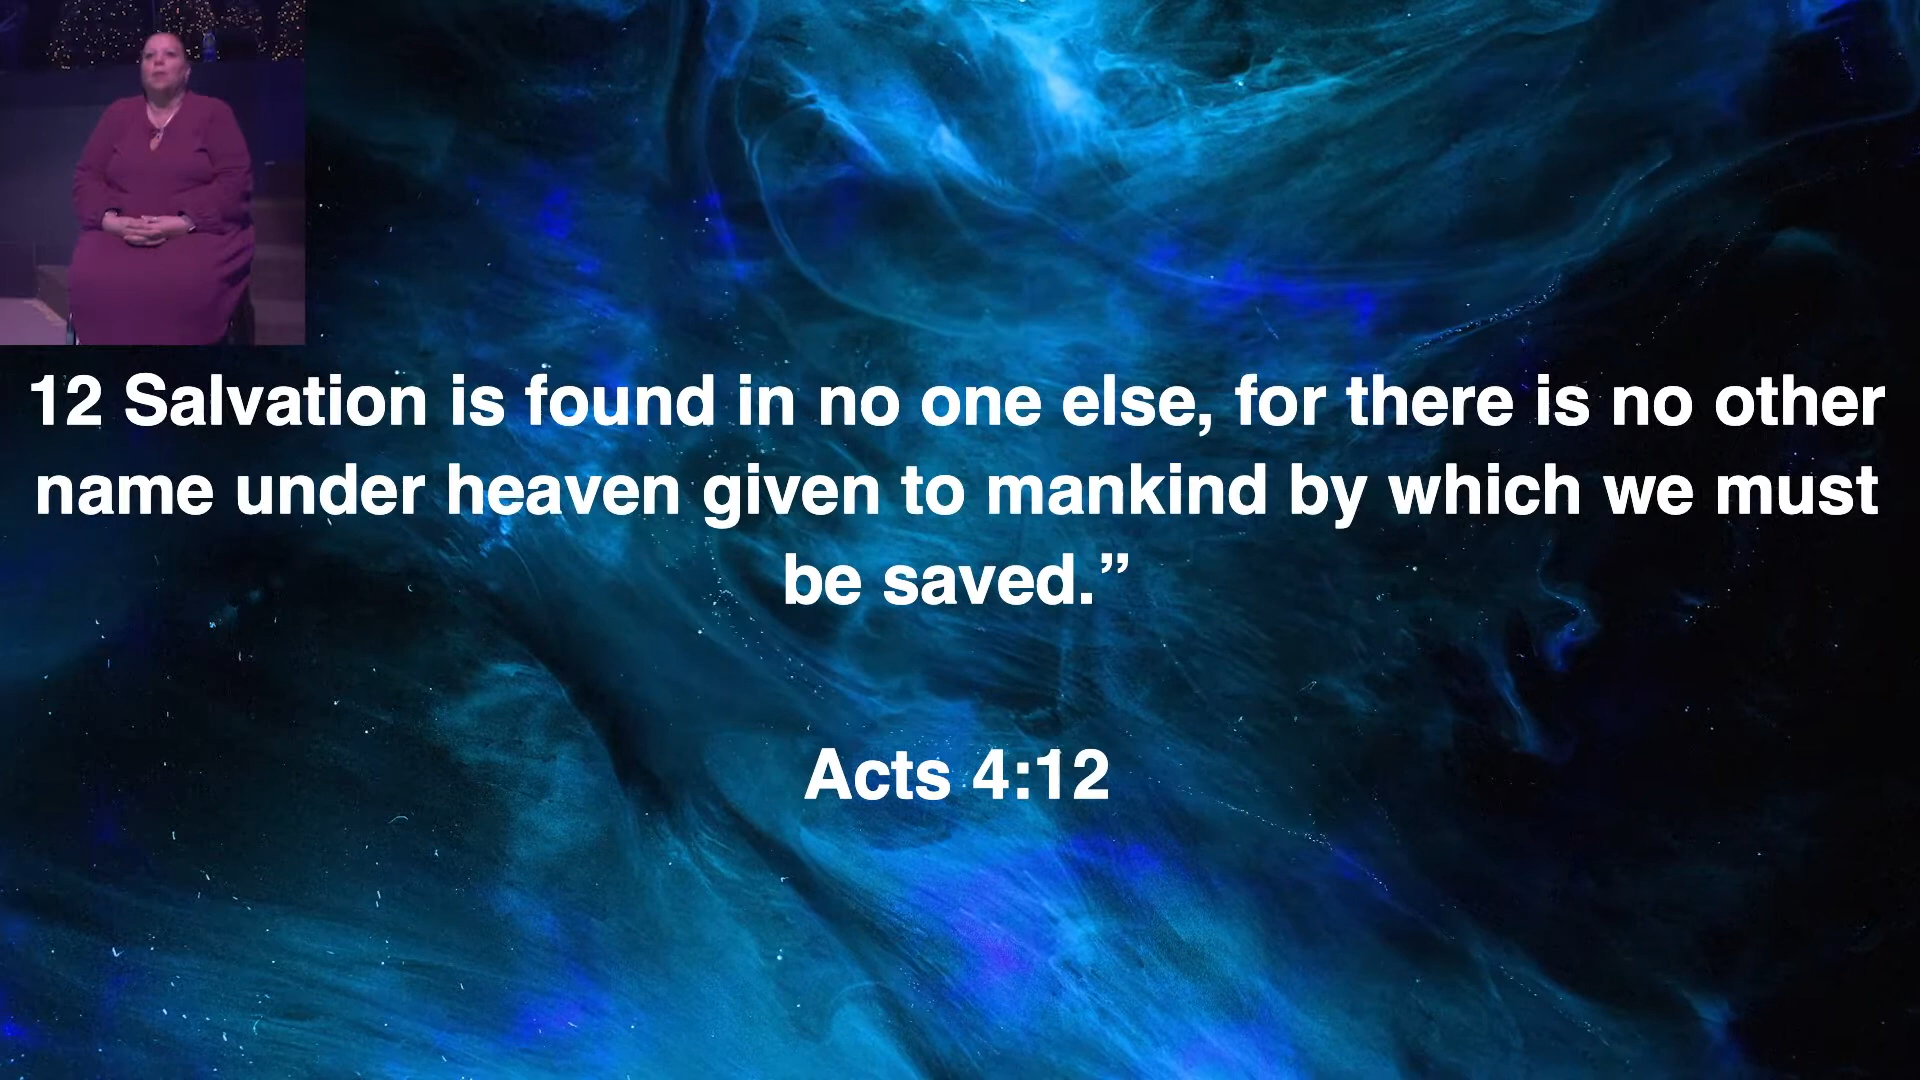 12 Salvation is found in no one else, for there is no other
name under heaven given to mankind by which we must
be saved.”
Acts 4:12